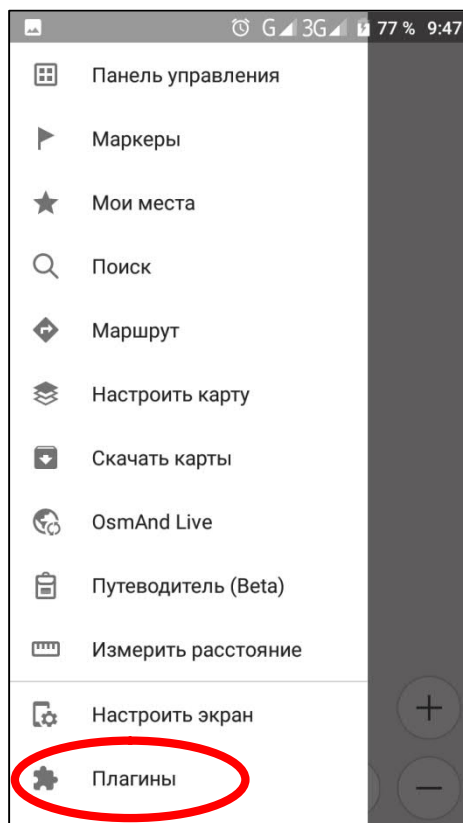 G 3G 77 % 9:47
Панель управления
Маркеры
Мои места
Поиск
Маршрут
Настроить карту
Скачать карты
OsmAnd Live
Путеводитель (Beta)
Измерить расстояние
Настроить экран
Плагины